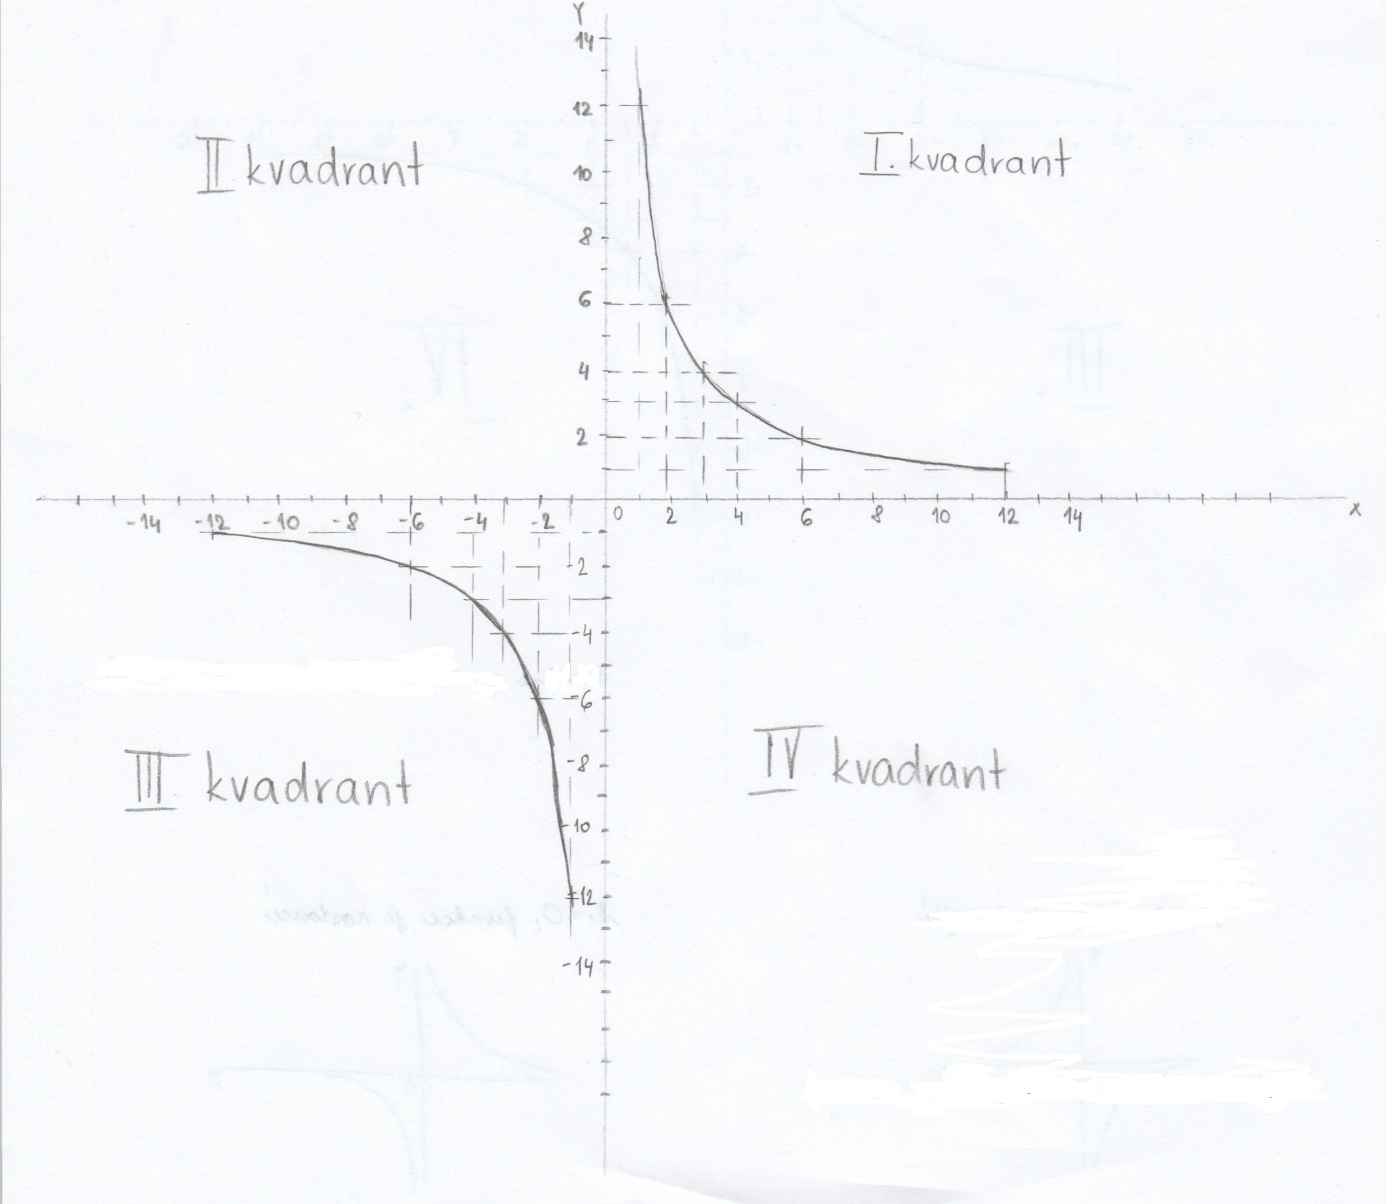 Y
14
12
II kvadrant
I. kvadrant
10
8
6
4
2
-14 -12 -10 -8 -6 -4 -2 0 2 4 6 8 10 12 14 X
-2
-4
-6
III kvadrant
IV kvadrant
-8
-10
-12
-14